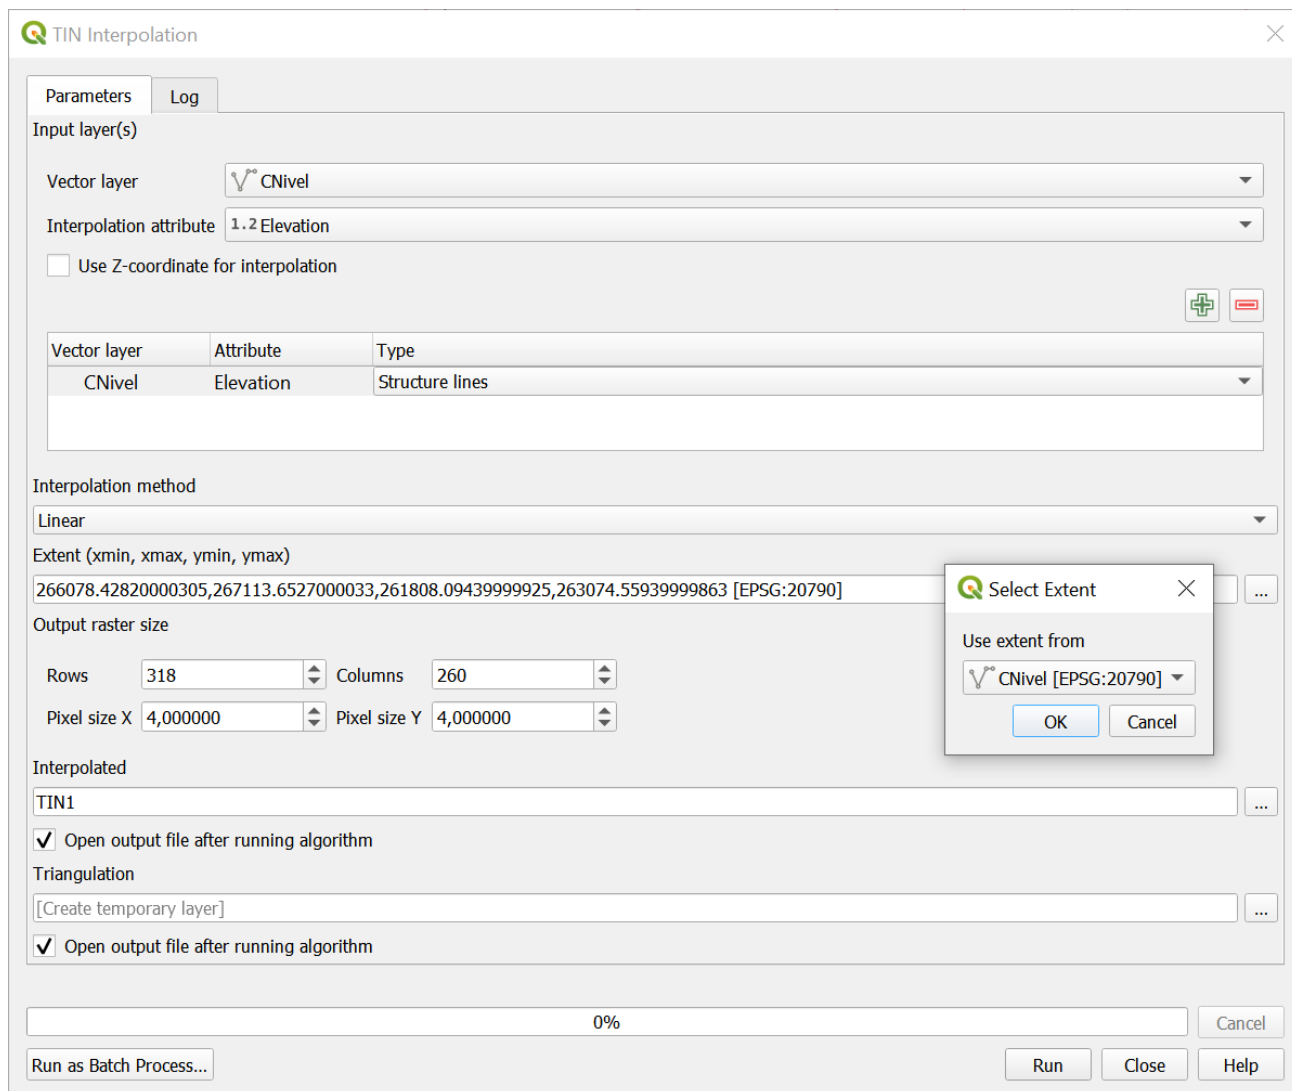 TIN Interpolation
Parameters Log
Input layer(s)
Vector layer CNivel
Interpolation attribute 1.2 Elevation
Use Z-coordinate for interpolation
Vector layer Attribute Type
CNivel Elevation Structure lines
Interpolation method
Linear
Extent (xmin, xmax, ymin, ymax)
266078.42820000305,267113.6527000033,261808.09439999925,263074.55939999863 [EPSG:20790] ...
Select Extent
Use extent from
CNivel [EPSG:20790]
OK Cancel
Output raster size
Rows 318 Columns 260
Pixel size X 4,000000 Pixel size Y 4,000000
Interpolated
TIN1 ...
Open output file after running algorithm
Triangulation
[Create temporary layer] ...
Open output file after running algorithm
0% Cancel
Run as Batch Process... Run Close Help